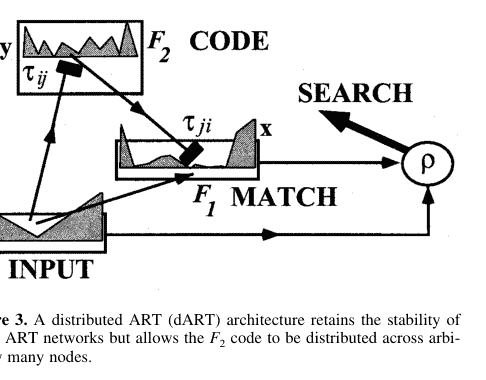 y
F2 CODE
τij
SEARCH
τji
x
ρ
F1 MATCH
INPUT
re 3. A distributed ART (dART) architecture retains the stability of
ART networks but allows the F2 code to be distributed across arbi-
many nodes.